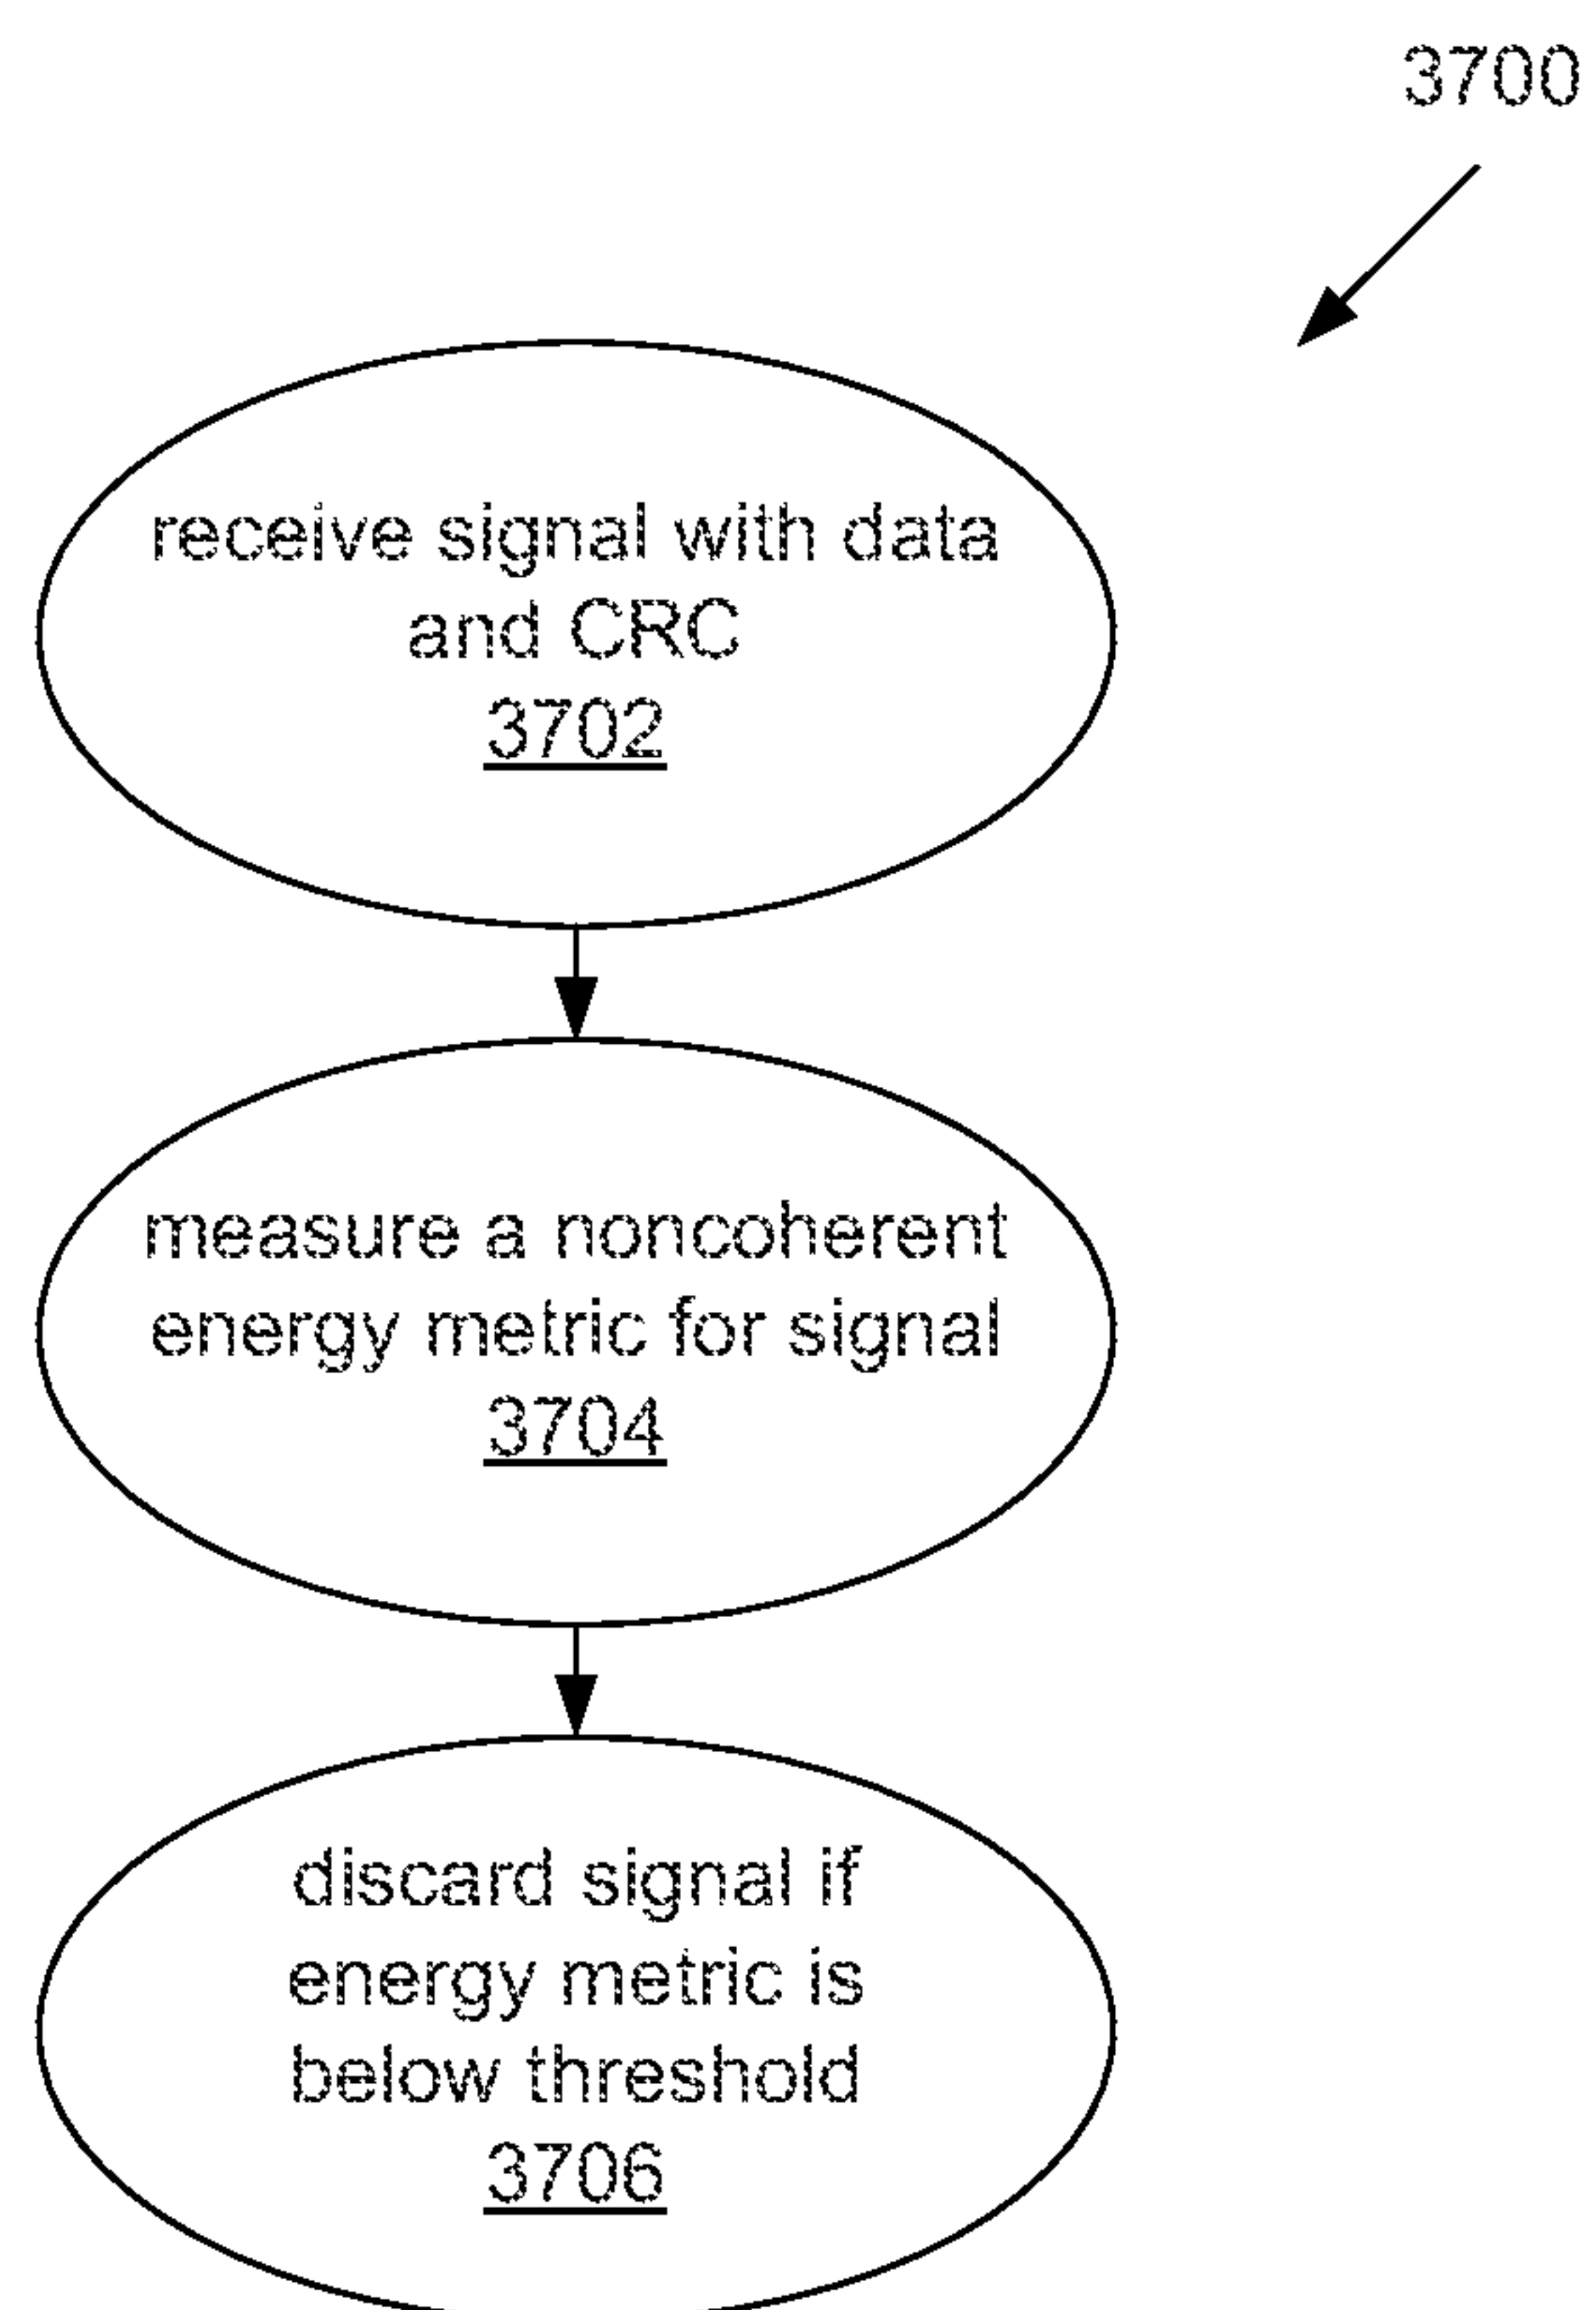 3700
receive signal with data
and CRC
3702
measure a noncoherent
energy metric for signal
3704
discard signal if
energy metric is
below threshold
3706